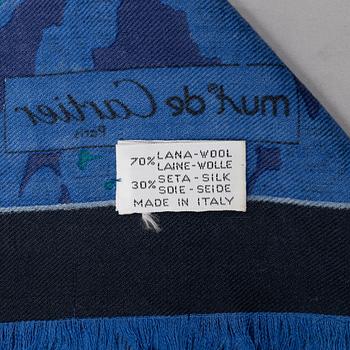 must de Cartier
Paris
70% LANA-WOOL
LAINE-WOLLE
30% SETA - SILK
SOIE - SEIDE
MADE IN ITALY